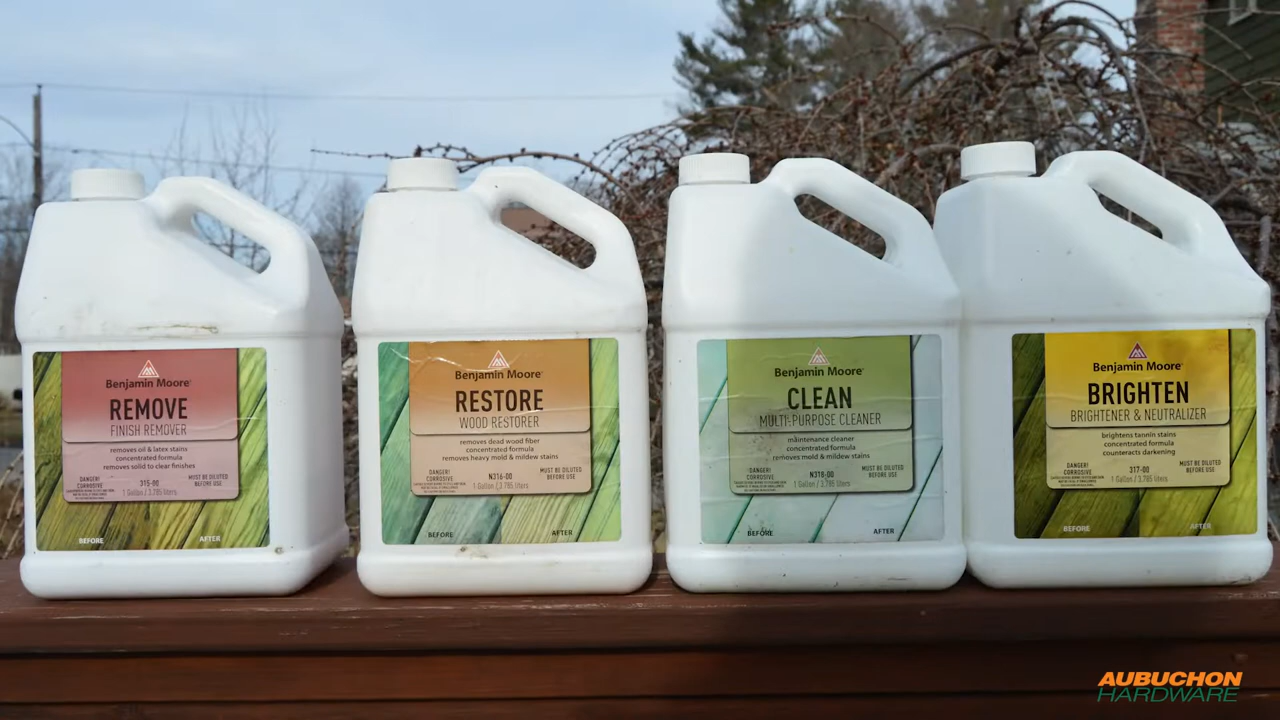 Benjamin Moore
REMOVE
FINISH REMOVER
removes oil & latex stains
concentrated formula
removes solid to clear finishes
DANGER!
CORROSIVE
315-00
1 Gallon / 3.785 liters
MUST BE DILUTED
BEFORE USE
BEFORE
AFTER
Benjamin Moore
RESTORE
WOOD RESTORER
removes dead wood fiber
concentrated formula
removes heavy mold & mildew stains
DANGER!
CORROSIVE
N316-00
1 Gallon / 3.785 liters
MUST BE DILUTED
BEFORE USE
BEFORE
AFTER
Benjamin Moore
CLEAN
MULTI-PURPOSE CLEANER
maintenance cleaner
concentrated formula
removes mold & mildew stains
DANGER!
CORROSIVE
N318-00
1 Gallon / 3.785 liters
MUST BE DILUTED
BEFORE USE
BEFORE
AFTER
Benjamin Moore
BRIGHTEN
BRIGHTENER & NEUTRALIZER
brightens tannin stains
concentrated formula
counteracts darkening
DANGER!
CORROSIVE
317-00
1 Gallon / 3.785 liters
MUST BE DILUTED
BEFORE USE
BEFORE
AFTER
AUBUCHON
HARDWARE